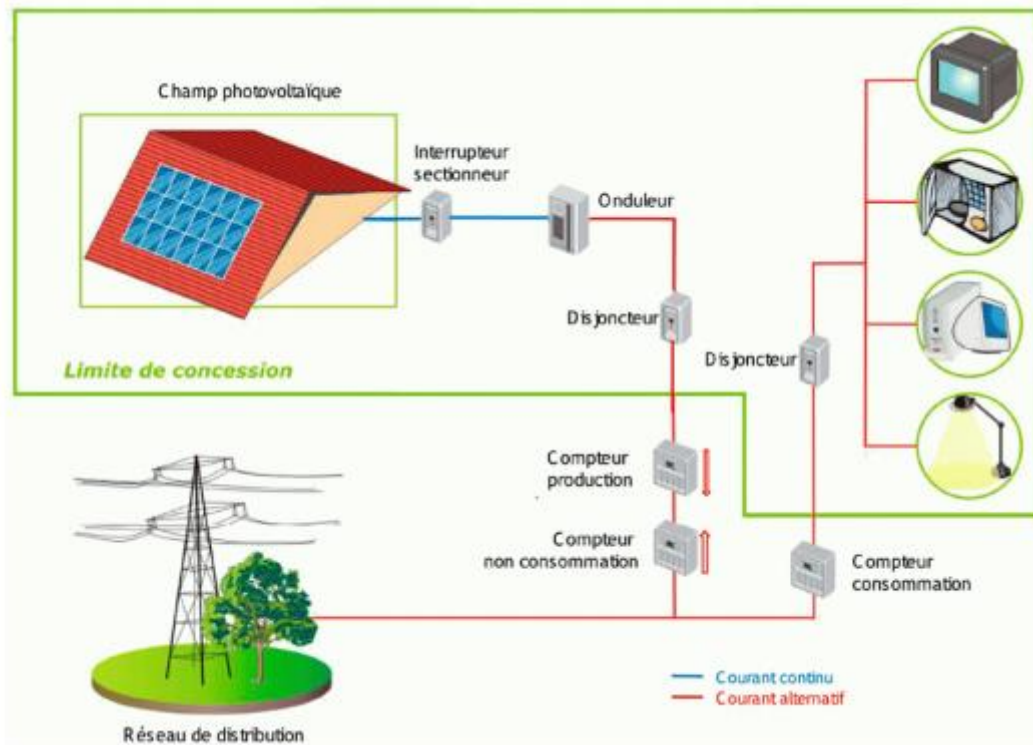 Champ photovoltaïque
Interrupteur
sectionneur
Onduleur
Disjoncteur
Disjoncteur
Limite de concession
Compteur
production
Compteur
non consommation
Compteur
consommation
Courant continu
Courant alternatif
Réseau de distribution